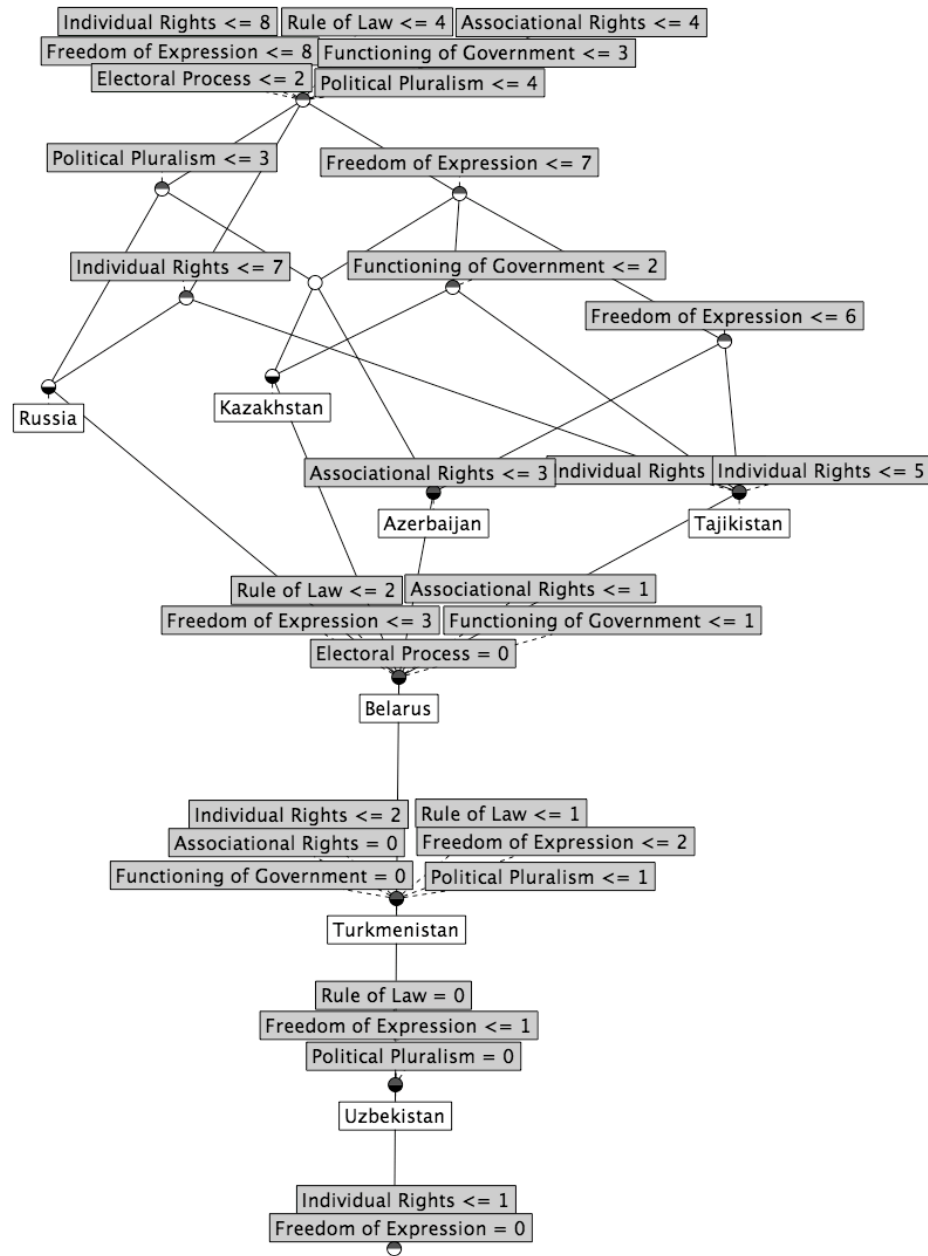 Individual Rights <= 8 Rule of Law <= 4 Associational Rights <= 4
Freedom of Expression <= 8 Functioning of Government <= 3
Electoral Process <= 2 Political Pluralism <= 4
Political Pluralism <= 3 Freedom of Expression <= 7
Individual Rights <= 7 Functioning of Government <= 2
Freedom of Expression <= 6
Russia Kazakhstan
Associational Rights <= 3 Individual Rights Individual Rights <= 5
Azerbaijan Tajikistan
Rule of Law <= 2 Associational Rights <= 1
Freedom of Expression <= 3 Functioning of Government <= 1
Electoral Process = 0
Belarus
Individual Rights <= 2 Rule of Law <= 1
Associational Rights = 0 Freedom of Expression <= 2
Functioning of Government = 0 Political Pluralism <= 1
Turkmenistan
Rule of Law = 0
Freedom of Expression <= 1
Political Pluralism = 0
Uzbekistan
Individual Rights <= 1
Freedom of Expression = 0